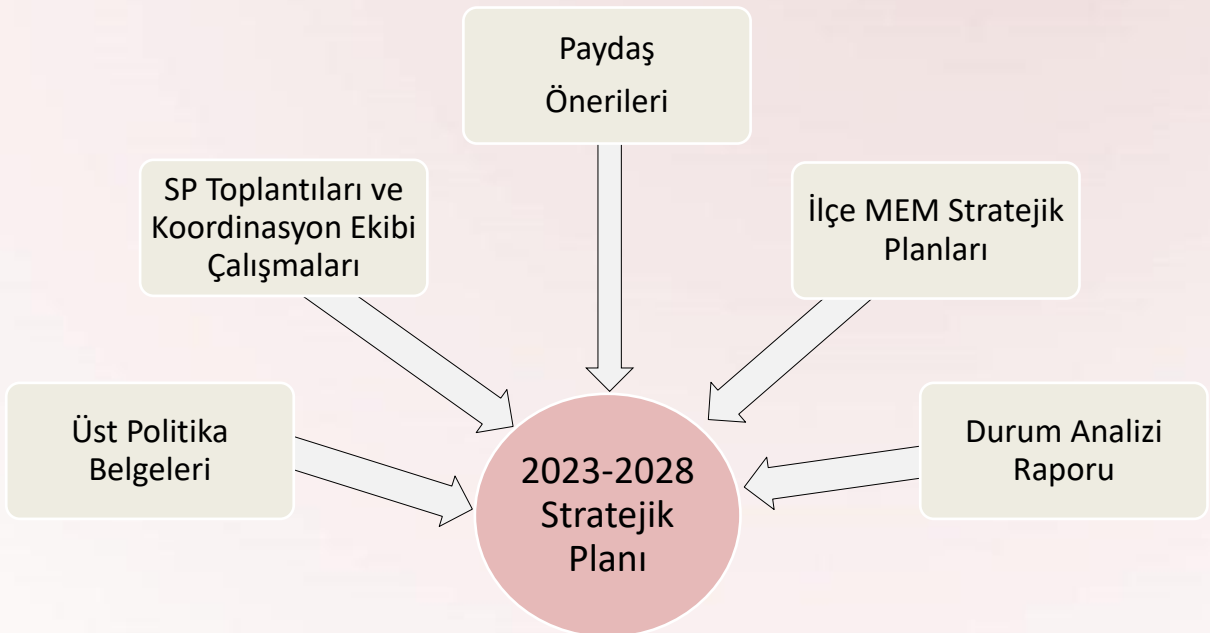 Paydaş
Önerileri
SP Toplantıları ve
Koordinasyon Ekibi
Çalışmaları
İlçe MEM Stratejik
Planları
Üst Politika
Belgeleri
Durum Analizi
Raporu
2023-2028
Stratejik
Planı